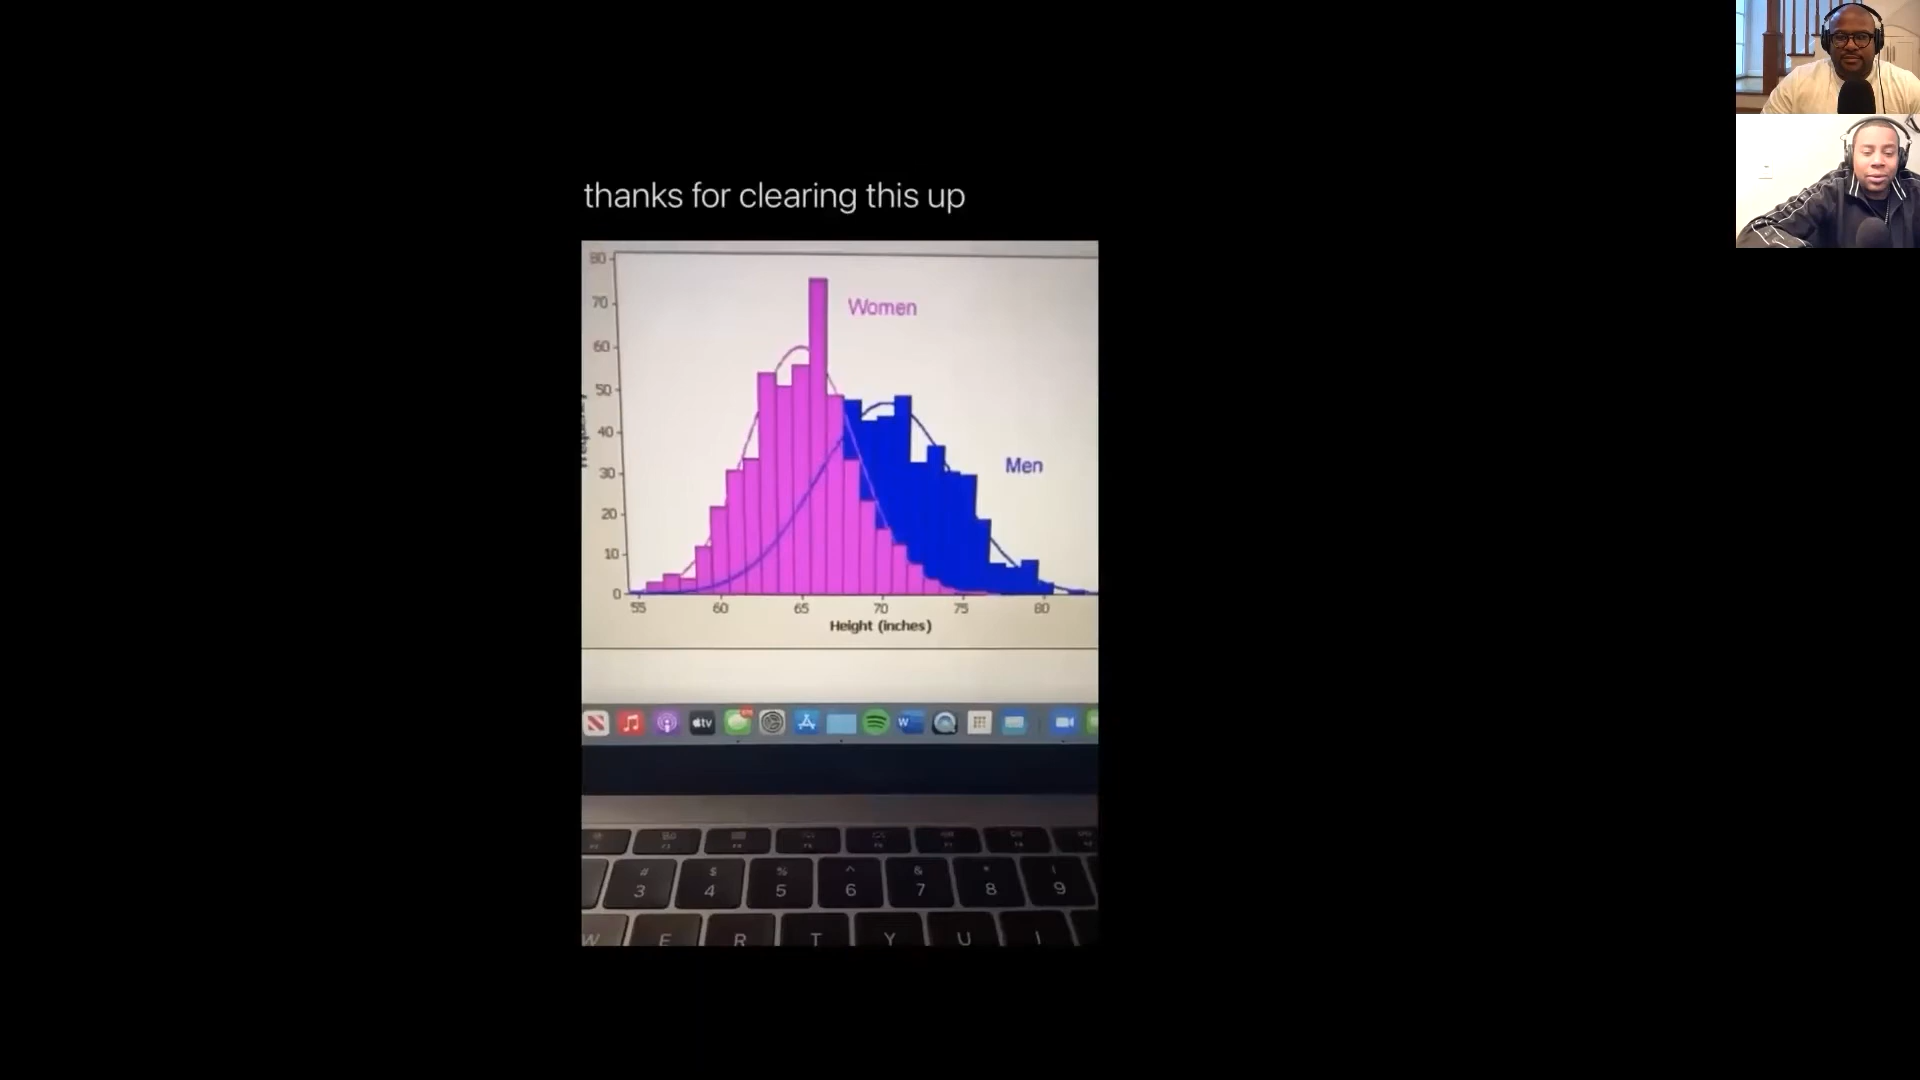 thanks for clearing this up
80
70
Women
60
50
40
Men
30
20
10
0
55 60 65 70 75 80
Height (inches)
tv W
# $ % ^ & * (
3 4 5 6 7 8 9
W E R T Y U I